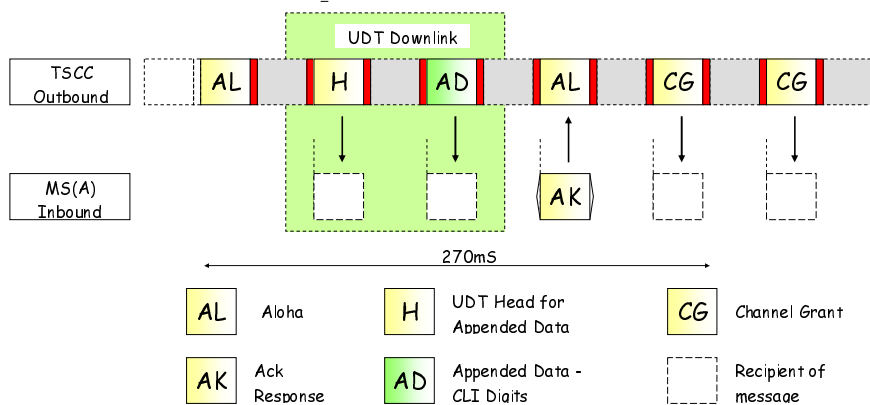 UDT Downlink
TSCC
Outbound
AL
H
AD
AL
CG
CG
MS(A)
Inbound
AK
270mS
AL
Aloha
H
UDT Head for
Appended Data
CG
Channel Grant
AK
Ack
Response
AD
Appended Data -
CLI Digits
Recipient of
message